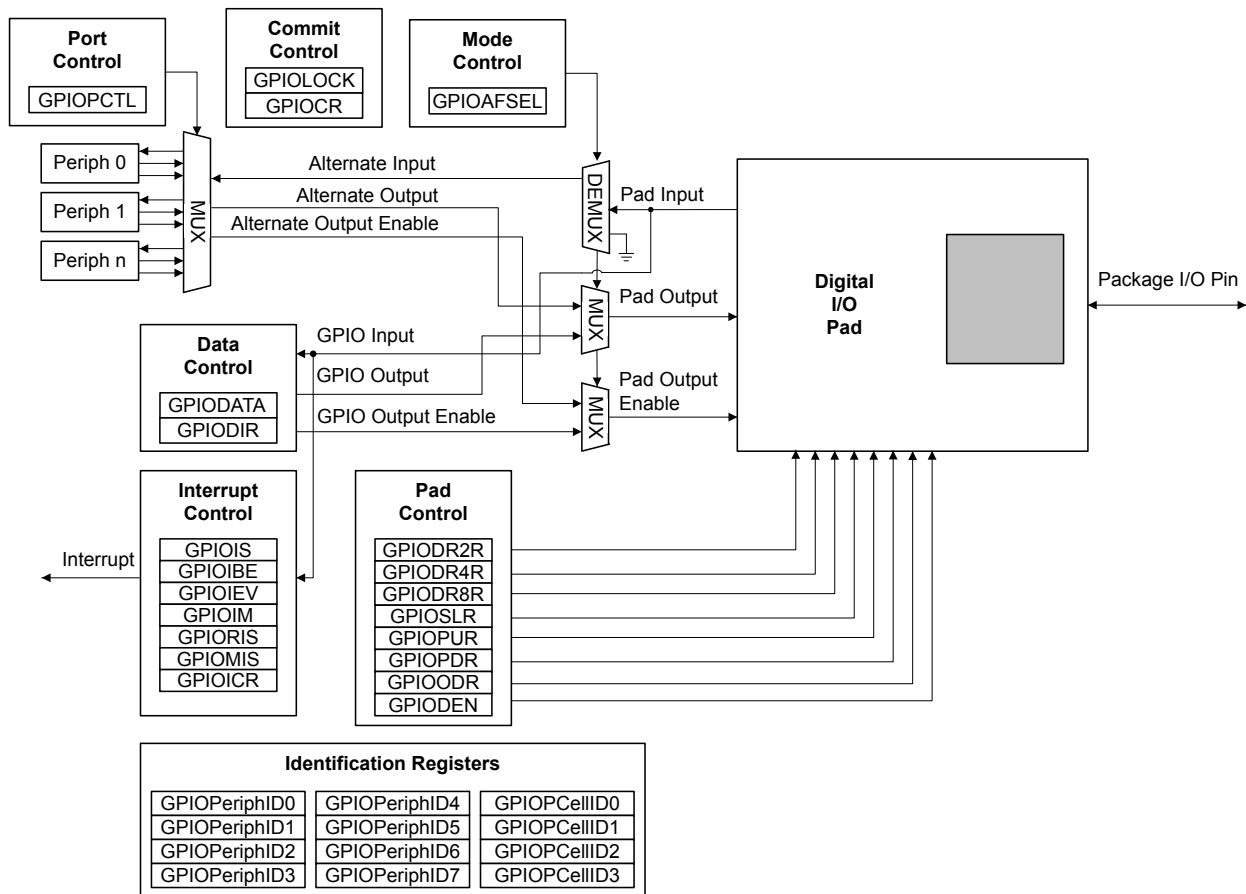 Port
Control
GPIOPCTL
Commit
Control
GPIOLOCK
GPIOCR
Mode
Control
GPIOAFSEL
Periph 0
Periph 1
Periph n
MUX
Alternate Input
Alternate Output
Alternate Output Enable
DEMUX
Pad Input
MUX
Pad Output
MUX
Pad Output
Enable
Digital
I/O
Pad
Package I/O Pin
Data
Control
GPIODATA
GPIODIR
GPIO Input
GPIO Output
GPIO Output Enable
Interrupt
Control
GPIOIS
GPIOIBE
GPIOIEV
GPIOIM
GPIORIS
GPIOMIS
GPIOICR
Interrupt
Pad
Control
GPIODR2R
GPIODR4R
GPIODR8R
GPIOSLR
GPIOPUR
GPIOPDR
GPIOODR
GPIODEN
Identification Registers
GPIOPeriphID0
GPIOPeriphID1
GPIOPeriphID2
GPIOPeriphID3
GPIOPeriphID4
GPIOPeriphID5
GPIOPeriphID6
GPIOPeriphID7
GPIOPCellID0
GPIOPCellID1
GPIOPCellID2
GPIOPCellID3